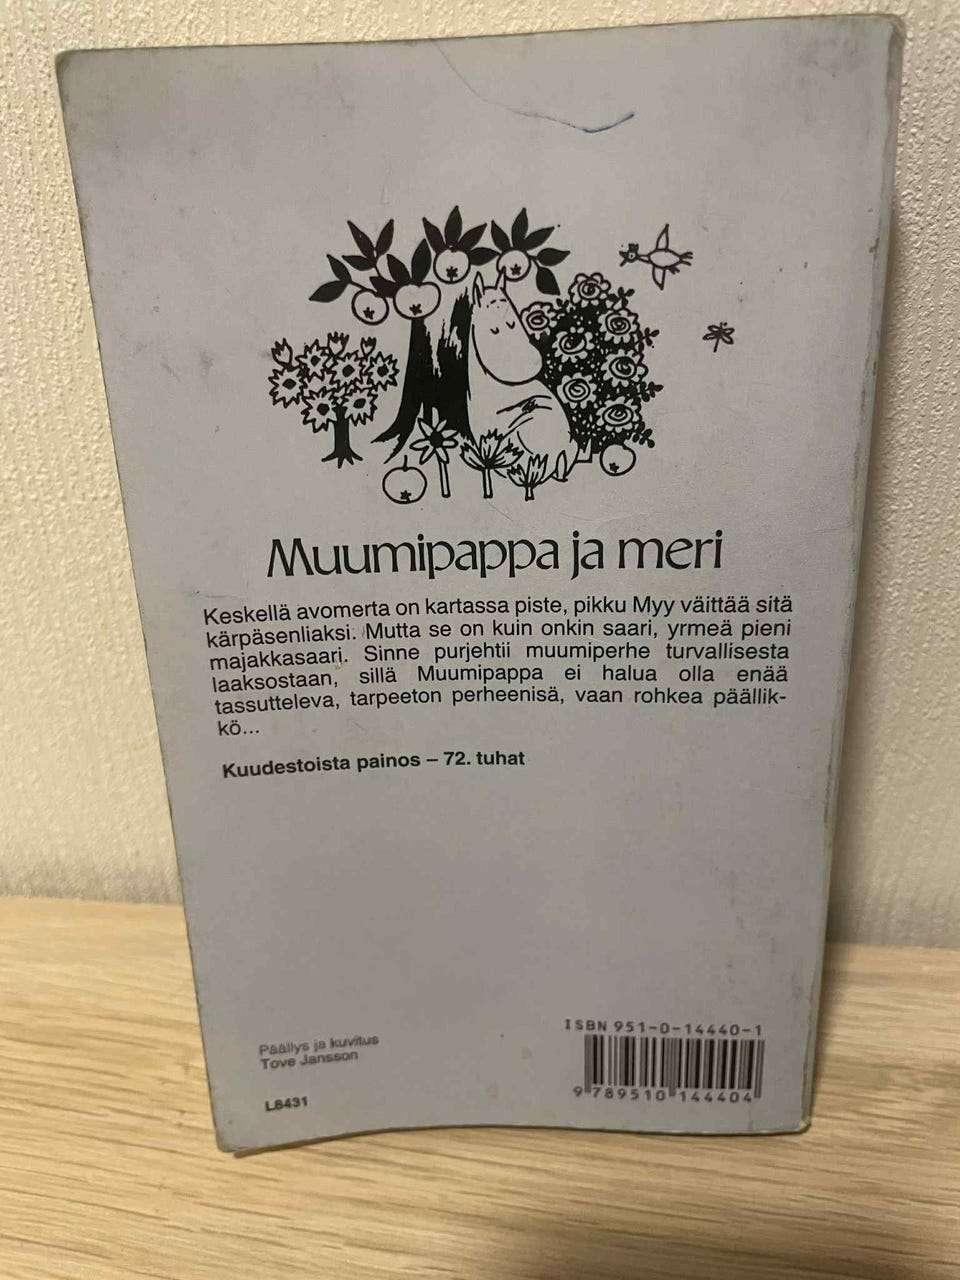 Muumipappa ja meri
Keskellä avomerta on kartassa piste, pikku Myy väittää sitä
kärpäsenliaksi. Mutta se on kuin onkin saari, yrmeä pieni
majakkasaari. Sinne purjehtii muumiperhe turvallisesta
laaksostaan, sillä Muumipappa ei halua olla enää
tassutteleva, tarpeeton perheenisä, vaan rohkea päällik-
kö...
Kuudestoista painos – 72. tuhat
Päällys ja kuvitus
Tove Jansson
L8431
ISBN 951-0-14440-1
9 789510 144404